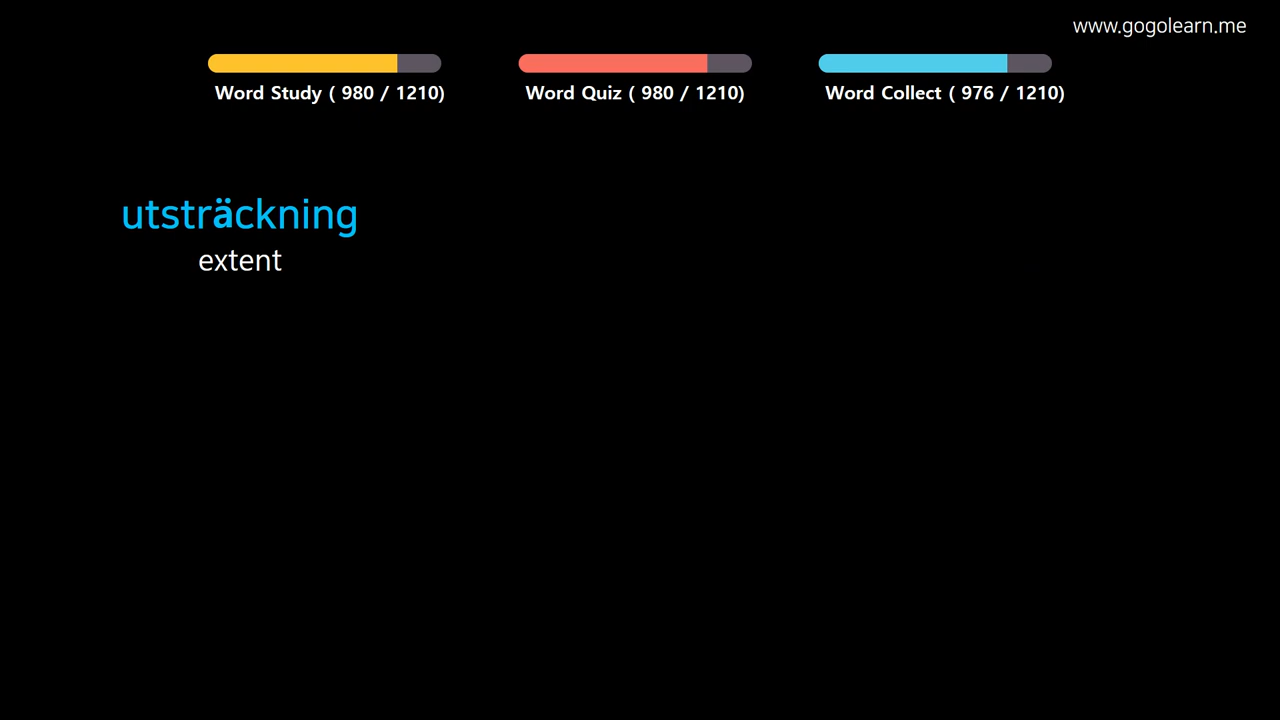 www.gogolearn.me
Word Study ( 980 / 1210)
Word Quiz ( 980 / 1210)
Word Collect ( 976 / 1210)
utsträckning
extent